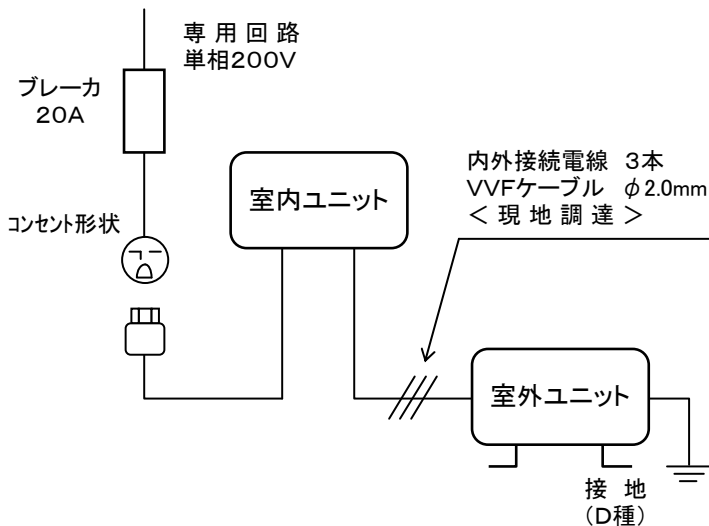 専用回路
単相200V
ブレーカ
20A
コンセント形状
室内ユニット
内外接続電線 3本
VVFケーブル φ2.0mm
＜現地調達＞
室外ユニット
接地
（D種）